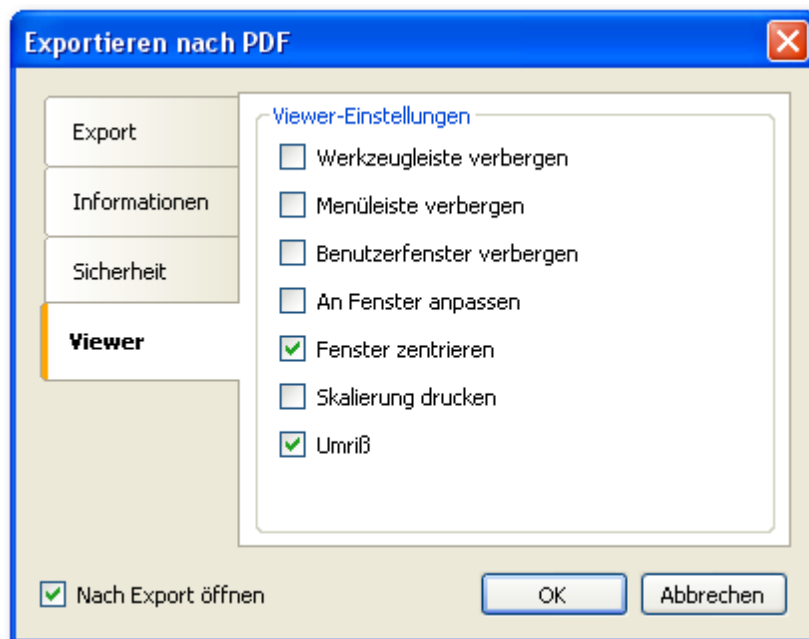 Exportieren nach PDF
Export
Informationen
Sicherheit
Viewer
Viewer-Einstellungen
Werkzeugleiste verbergen
Menüleiste verbergen
Benutzerfenster verbergen
An Fenster anpassen
Fenster zentrieren
Skalierung drucken
Umriß
Nach Export öffnen
OK
Abbrechen